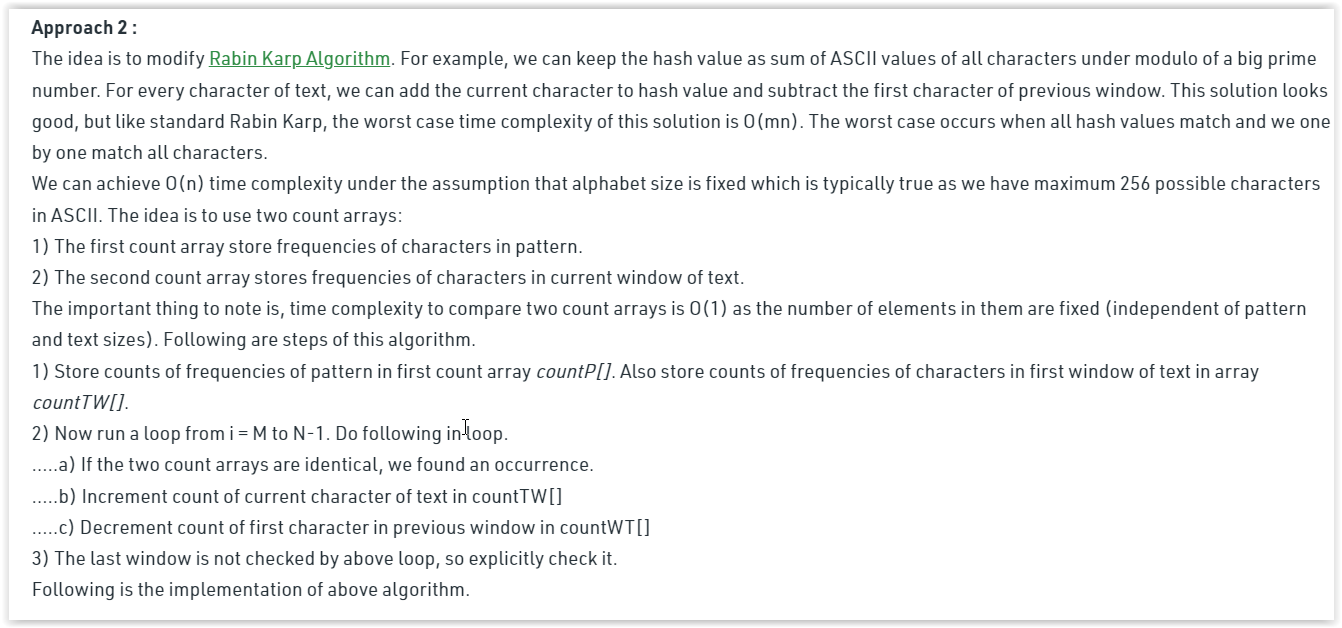 Approach 2 :
The idea is to modify Rabin Karp Algorithm. For example, we can keep the hash value as sum of ASCII values of all characters under modulo of a big prime
number. For every character of text, we can add the current character to hash value and subtract the first character of previous window. This solution looks
good, but like standard Rabin Karp, the worst case time complexity of this solution is O(mn). The worst case occurs when all hash values match and we one
by one match all characters.
We can achieve O(n) time complexity under the assumption that alphabet size is fixed which is typically true as we have maximum 256 possible characters
in ASCII. The idea is to use two count arrays:
1) The first count array store frequencies of characters in pattern.
2) The second count array stores frequencies of characters in current window of text.
The important thing to note is, time complexity to compare two count arrays is O(1) as the number of elements in them are fixed (independent of pattern
and text sizes). Following are steps of this algorithm.
1) Store counts of frequencies of pattern in first count array countP[]. Also store counts of frequencies of characters in first window of text in array
countTW[].
2) Now run a loop from i = M to N-1. Do following in loop.
.....a) If the two count arrays are identical, we found an occurrence.
.....b) Increment count of current character of text in countTW[]
.....c) Decrement count of first character in previous window in countWT[]
3) The last window is not checked by above loop, so explicitly check it.
Following is the implementation of above algorithm.